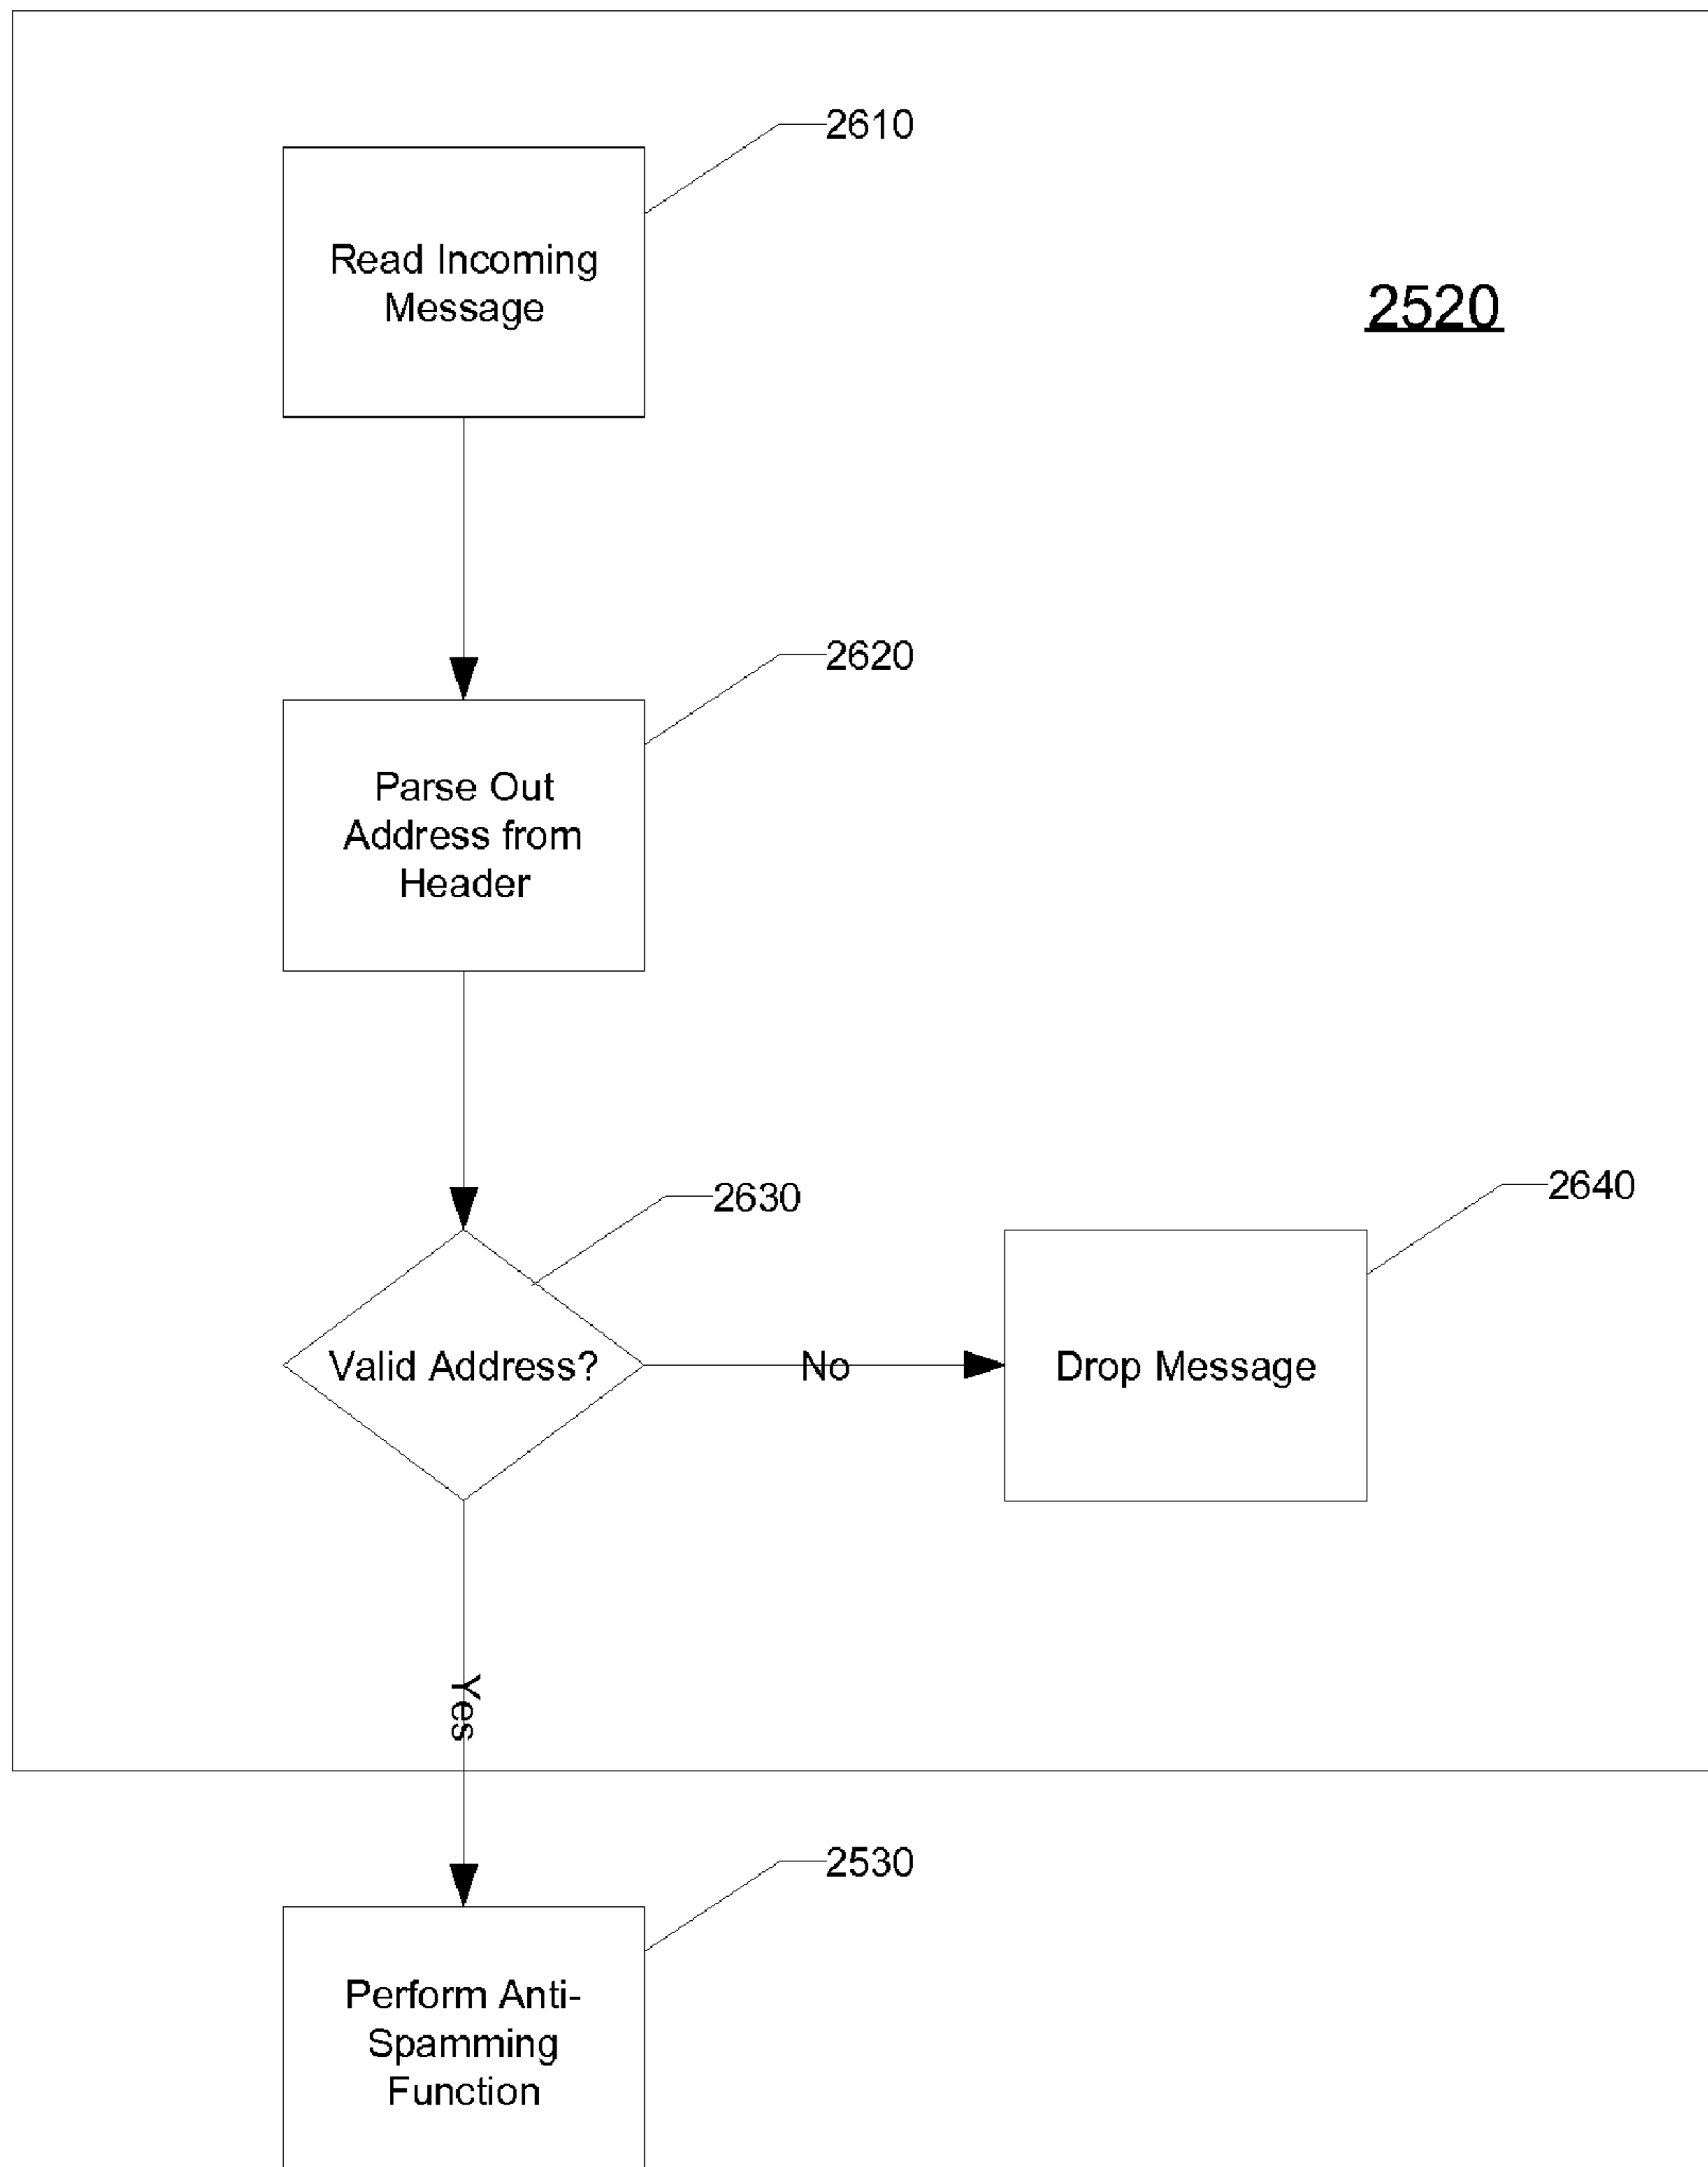 2610
Read Incoming
Message
2520
2620
Parse Out
Address from
Header
2630
2640
Valid Address?
No
Drop Message
Yes
2530
Perform Anti-
Spamming
Function